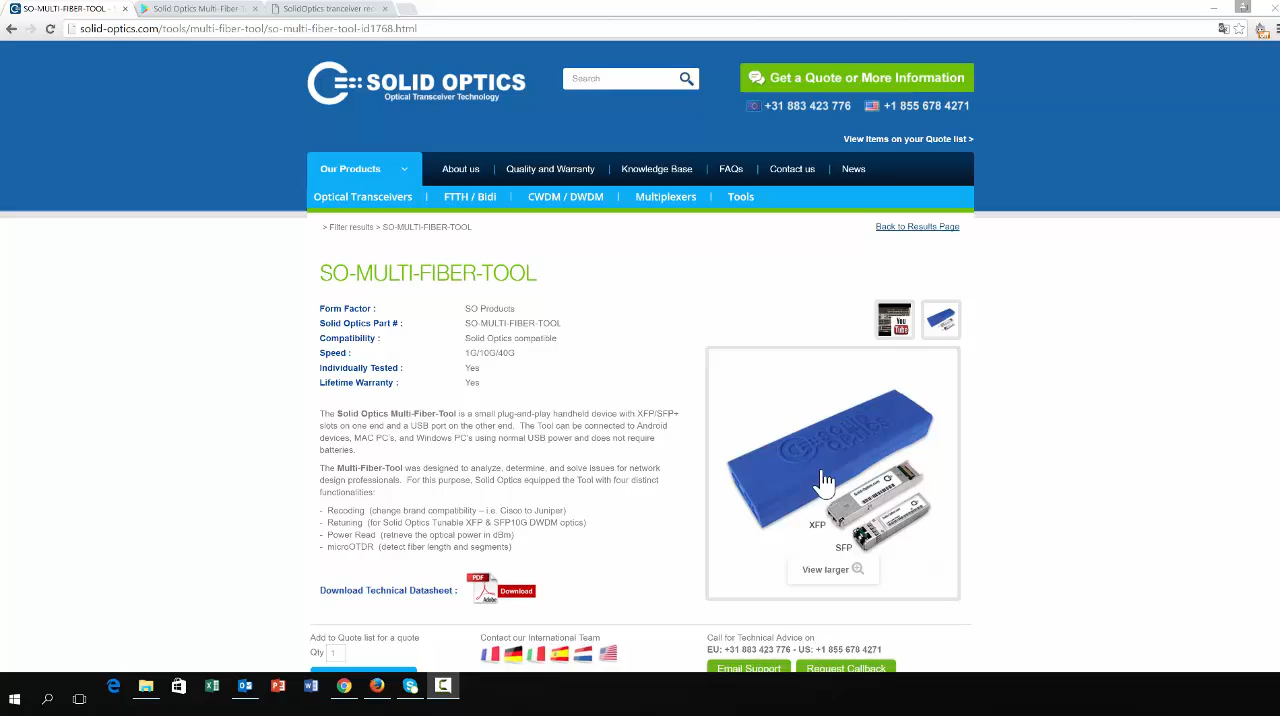 SO-MULTI-FIBER-TOOL -
Solid Optics Multi-Fiber-T
SolidOptics tranceiver rec
solid-optics.com/tools/multi-fiber-tool/so-multi-fiber-tool-id1768.html
SOLID OPTICS
Optical Transceiver Technology
Search
Get a Quote or More Information
+31 883 423 776
+1 855 678 4271
View Items on your Quote list >
Our Products
About us
Quality and Warranty
Knowledge Base
FAQs
Contact us
News
Optical Transceivers
FTTH / Bidi
CWDM / DWDM
Multiplexers
Tools
> Filter results > SO-MULTI-FIBER-TOOL
Back to Results Page
SO-MULTI-FIBER-TOOL
Form Factor : SO Products
Solid Optics Part # : SO-MULTI-FIBER-TOOL
Compatibility : Solid Optics compatible
Speed : 1G/10G/40G
Individually Tested : Yes
Lifetime Warranty : Yes
You
Tube
The Solid Optics Multi-Fiber-Tool is a small plug-and-play handheld device with XFP/SFP+
slots on one end and a USB port on the other end. The Tool can be connected to Android
devices, MAC PC's, and Windows PC's using normal USB power and does not require
batteries.
The Multi-Fiber-Tool was designed to analyze, determine, and solve issues for network
design professionals. For this purpose, Solid Optics equipped the Tool with four distinct
functionalities:
- Recoding (change brand compatibility – i.e. Cisco to Juniper)
- Retuning (for Solid Optics Tunable XFP & SFP10G DWDM optics)
- Power Read (retrieve the optical power in dBm)
- microOTDR (detect fiber length and segments)
SOLID
OPTICS
XFP
SFP
View larger
Download Technical Datasheet :
PDF
Adobe
Download
Add to Quote list for a quote
Qty 1
Contact our International Team
Call for Technical Advice on
EU: +31 883 423 776 - US: +1 855 678 4271
Email Support
Request Callback